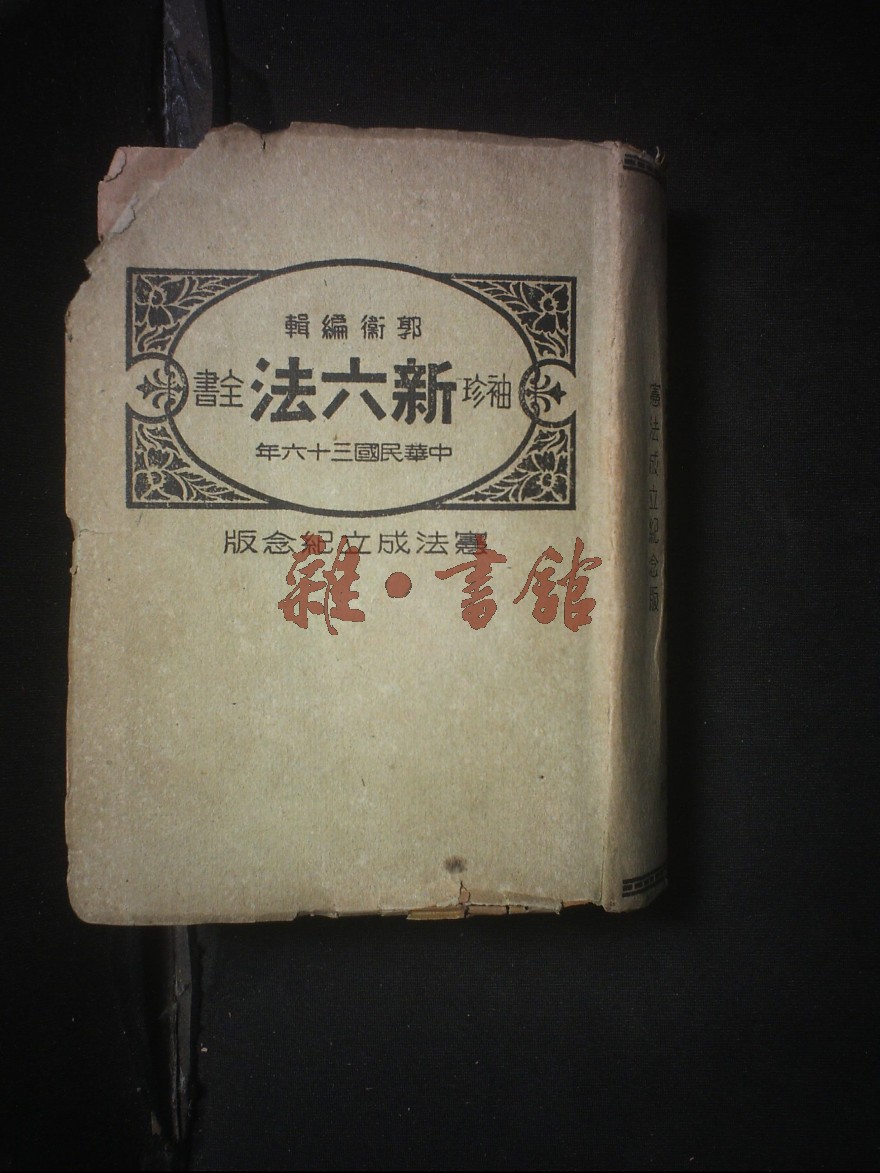 郭衞編輯
袖珍新六法全書
中華民國三十六年
憲法成立紀念版
雜·書館
憲法成立紀念版